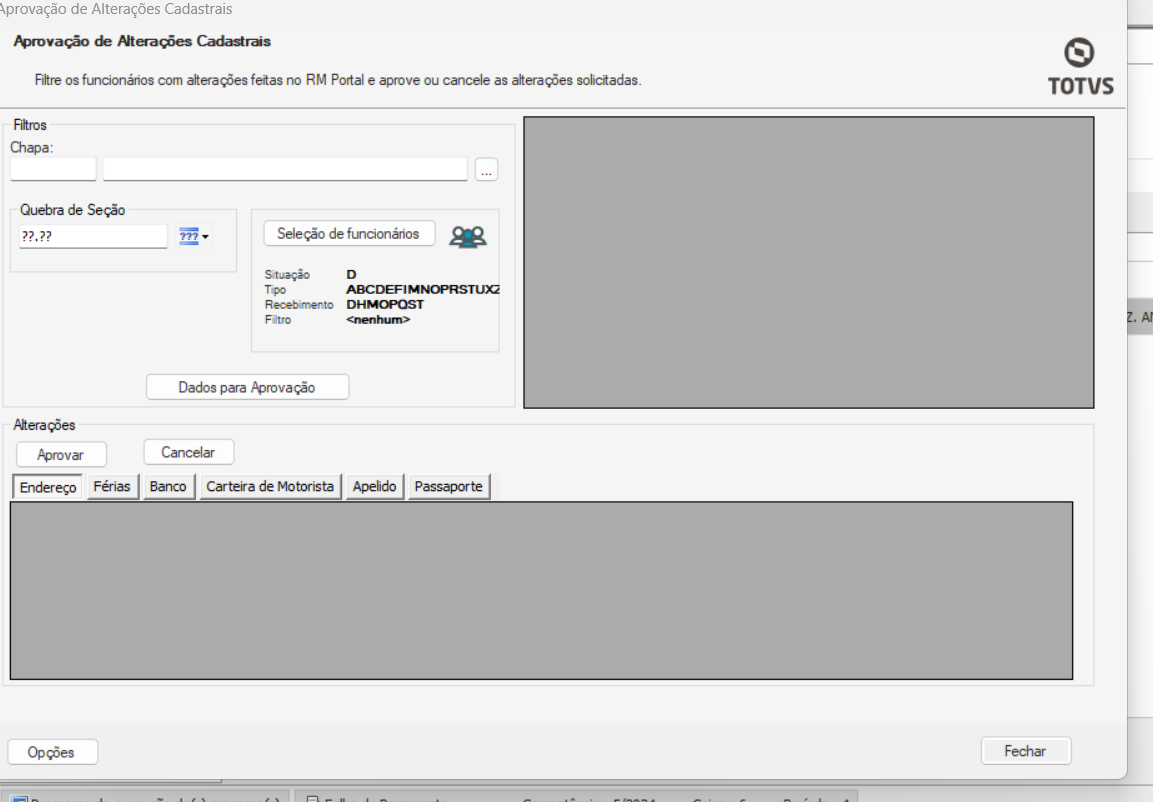 Aprovação de Alterações Cadastrais
Aprovação de Alterações Cadastrais
Filtre os funcionários com alterações feitas no RM Portal e aprove ou cancele as alterações solicitadas.
TOTVS
Filtros
Chapa:
...
Quebra de Seção
??.??
???
Seleção de funcionários
Situação D
Tipo ABCDEFIMNOPRSTUXZ
Recebimento DHMOPQST
Filtro <nenhum>
Z. AN
Dados para Aprovação
Alterações
Aprovar Cancelar
Endereço Férias Banco Carteira de Motorista Apelido Passaporte
Opções Fechar